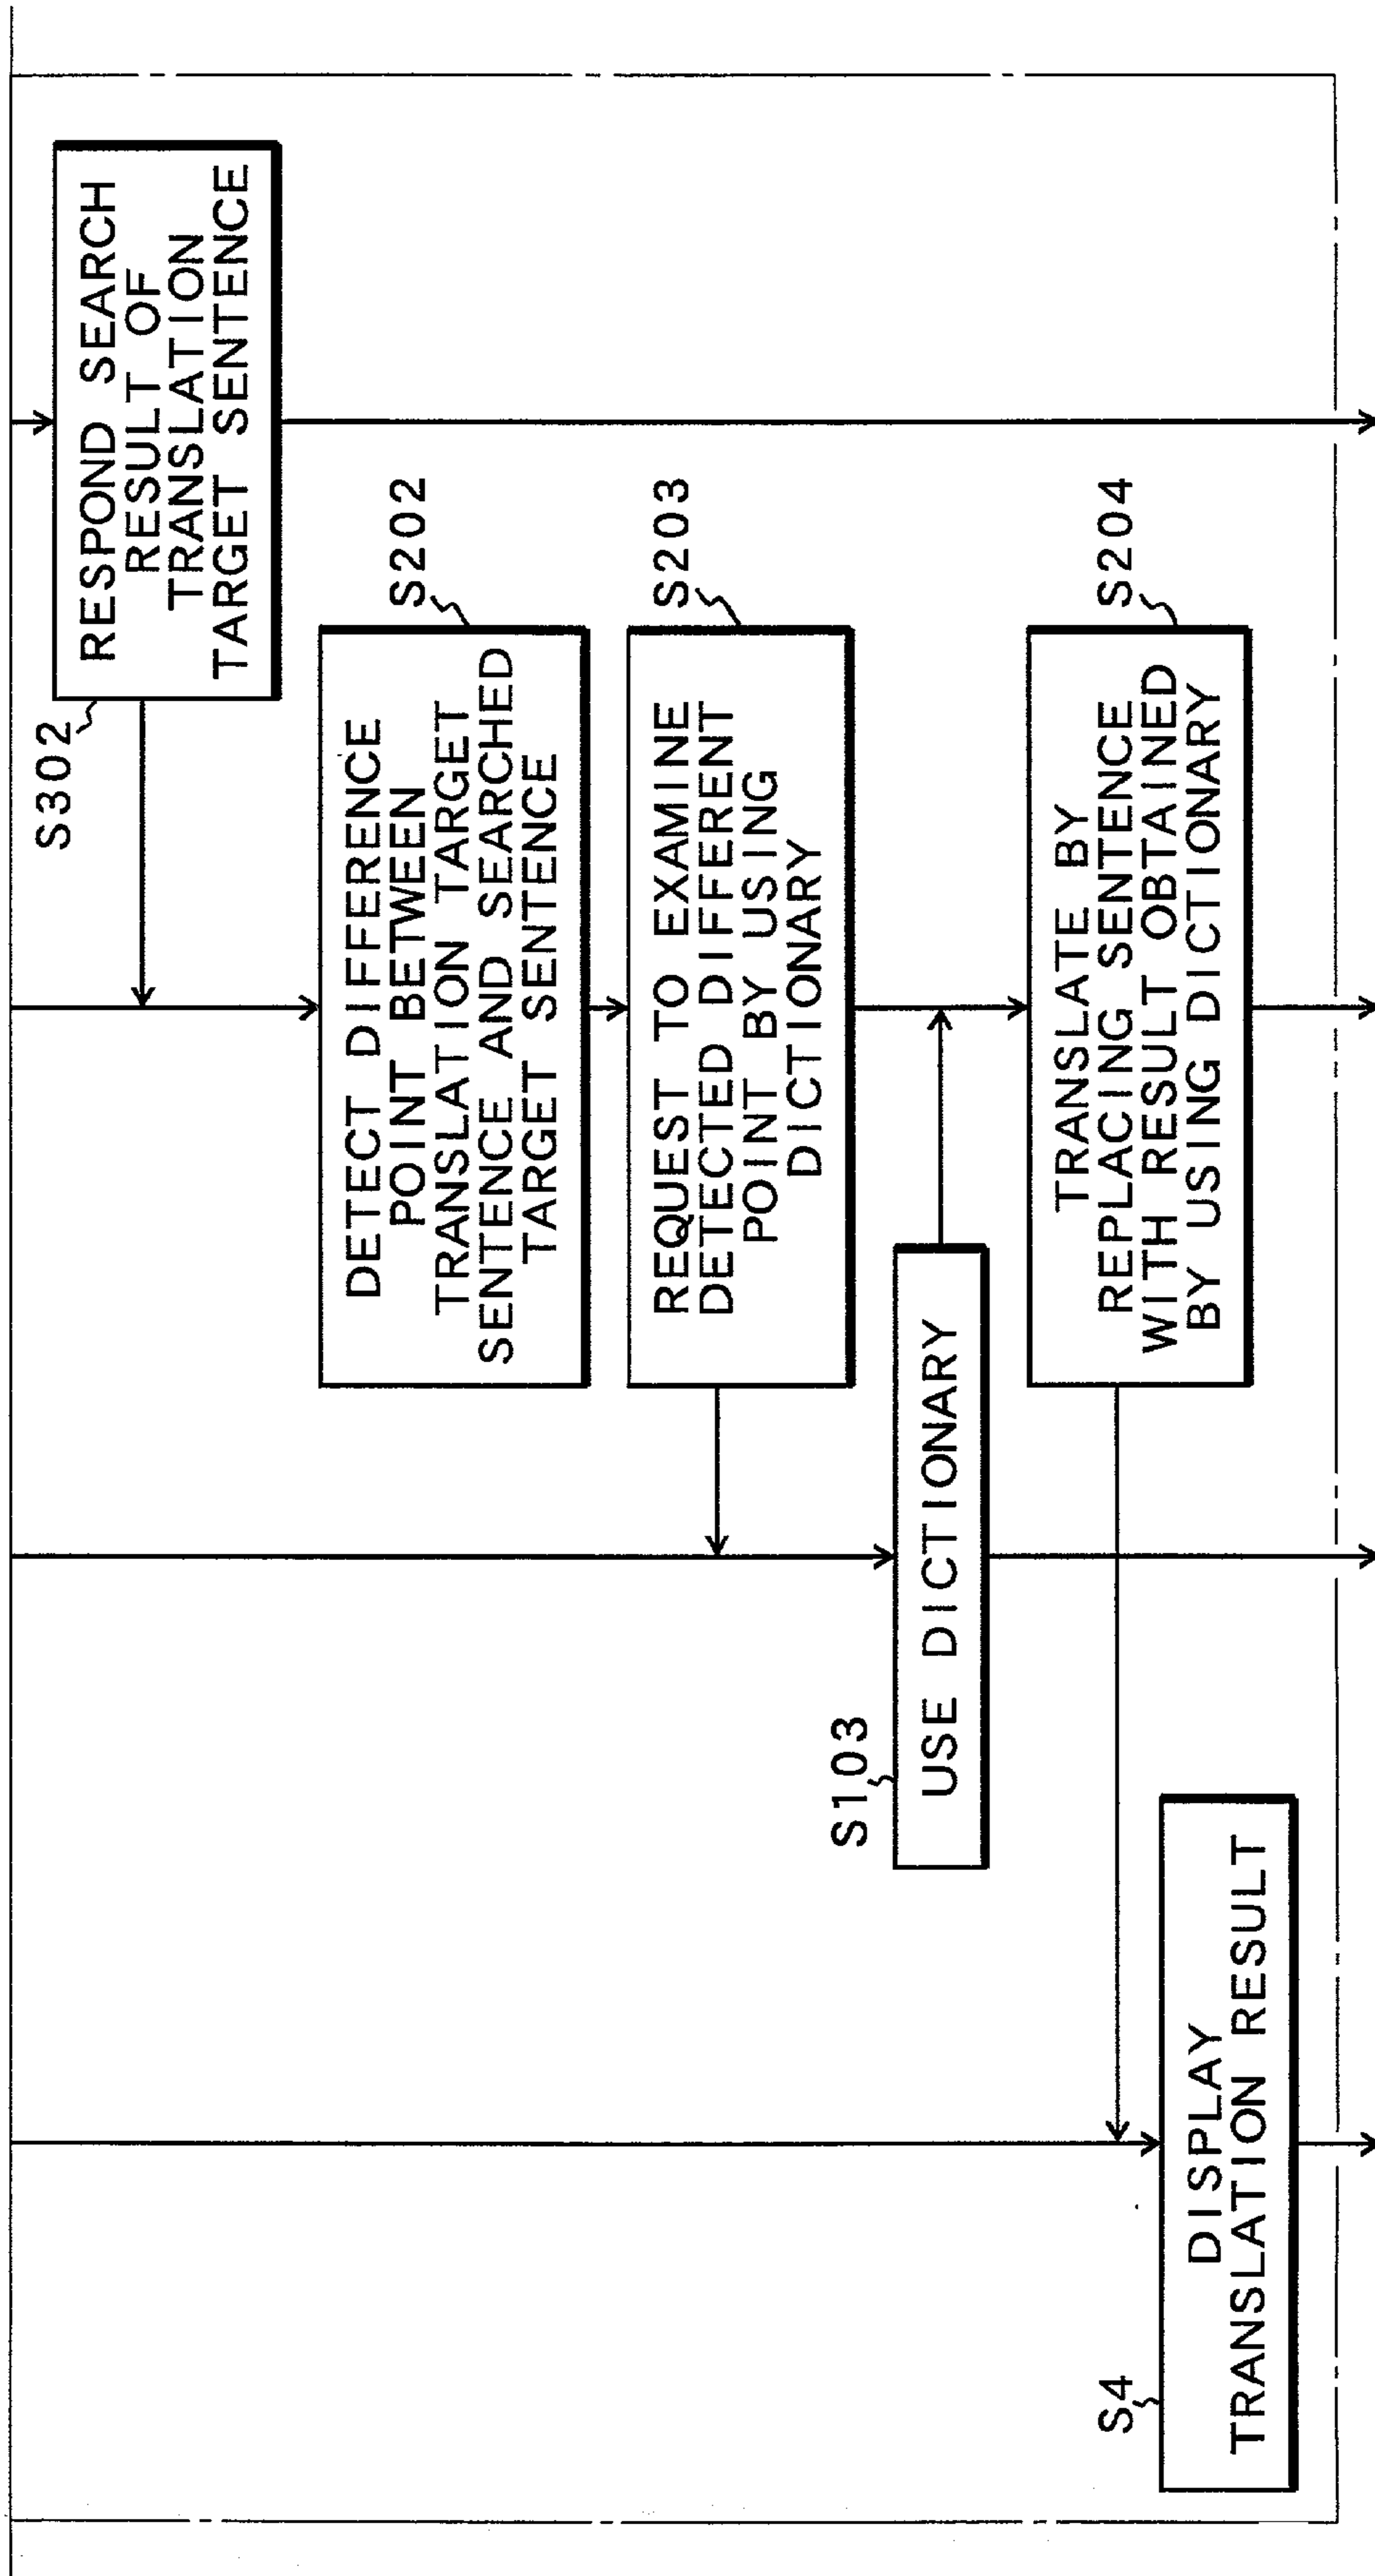 S302
RESPOND SEARCH
RESULT OF
TRANSLATION
TARGET SENTENCE
S202
DETECT DIFFERENCE
POINT BETWEEN
TRANSLATION TARGET
SENTENCE AND SEARCHED
TARGET SENTENCE
S203
REQUEST TO EXAMINE
DETECTED DIFFERENT
POINT BY USING
DICTIONARY
S103
USE DICTIONARY
S204
TRANSLATE BY
REPLACING SENTENCE
WITH RESULT OBTAINED
BY USING DICTIONARY
S4
DISPLAY
TRANSLATION RESULT